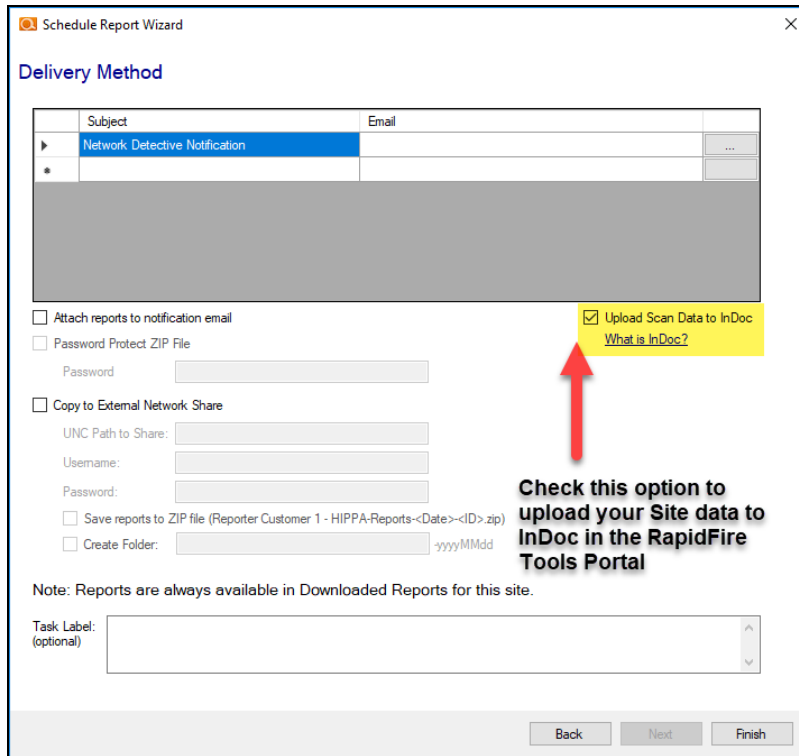 Schedule Report Wizard
Delivery Method
Subject Email
Network Detective Notification ...
*
Attach reports to notification email
Upload Scan Data to InDoc
Password Protect ZIP File
What is InDoc?
Password
Copy to External Network Share
UNC Path to Share:
Username:
Password:
Check this option to
upload your Site data to
InDoc in the RapidFire
Tools Portal
Save reports to ZIP file (Reporter Customer 1 - HIPPA-Reports-<Date>-<ID>.zip)
Create Folder: -yyyyMMdd
Note: Reports are always available in Downloaded Reports for this site.
Task Label:
(optional)
Back Next Finish